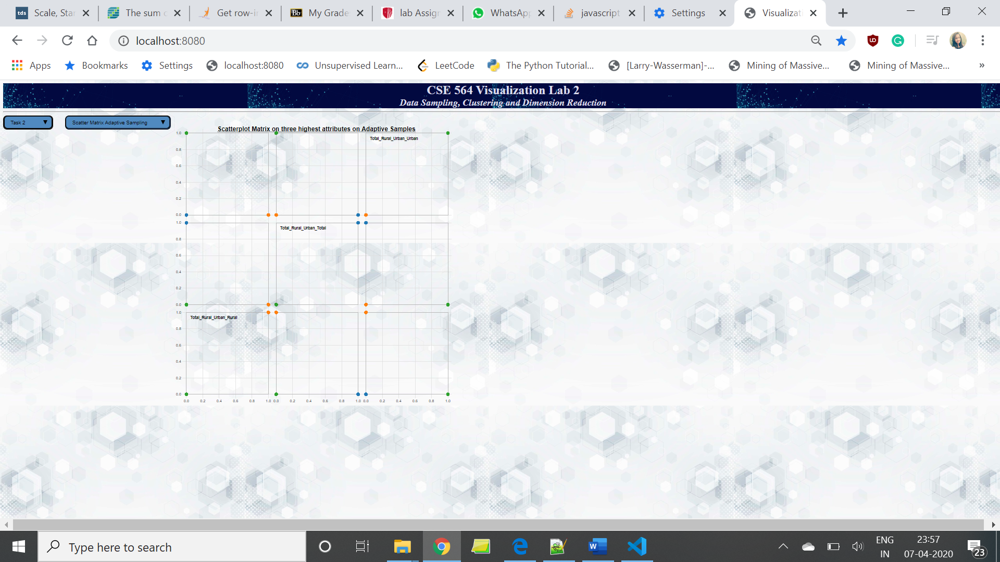 tds Scale, Star The sum Get row-i Bb My Grade lab Assign WhatsApp javascript Settings Visualizati
localhost:8080
Apps Bookmarks Settings localhost:8080 Unsupervised Learn... LeetCode The Python Tutorial... [Larry-Wasserman]-... Mining of Massive... Mining of Massive... »
CSE 564 Visualization Lab 2
Data Sampling, Clustering and Dimension Reduction
Task 2 ▼ Scatter Matrix Adaptive Sampling ▼
Scatterplot Matrix on three highest attributes on Adaptive Samples
1.0
Total_Rural_Urban_Urban
0.8
0.6
0.4
0.2
0.0
1.0
Total_Rural_Urban_Total
0.8
0.6
0.4
0.2
0.0
1.0
Total_Rural_Urban_Rural
0.8
0.6
0.4
0.2
0.0
0.0 0.2 0.4 0.6 0.8 1.0 0.0 0.2 0.4 0.6 0.8 1.0 0.0 0.2 0.4 0.6 0.8 1.0
Type here to search
ENG
IN
23:57
07-04-2020
23